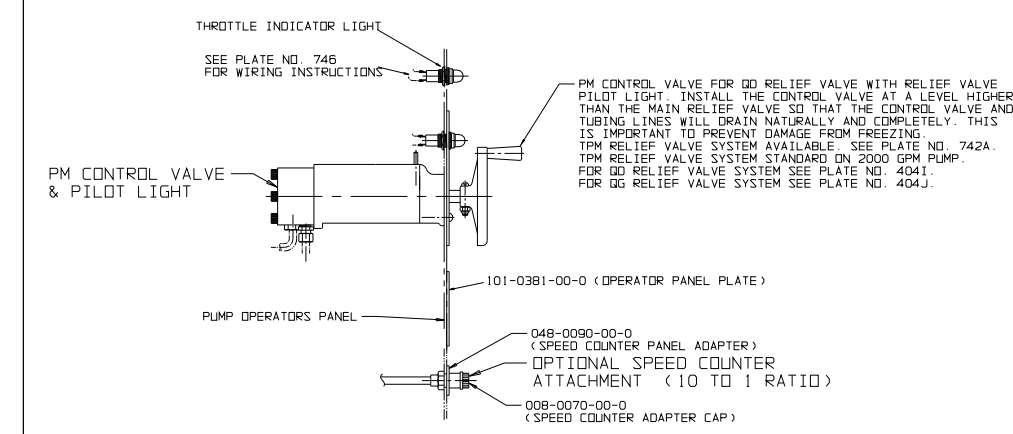 THROTTLE INDICATOR LIGHT
SEE PLATE NO. 746
FOR WIRING INSTRUCTIONS
PM CONTROL VALVE FOR QD RELIEF VALVE WITH RELIEF VALVE
PILOT LIGHT. INSTALL THE CONTROL VALVE AT A LEVEL HIGHER
THAN THE MAIN RELIEF VALVE SO THAT THE CONTROL VALVE AND
TUBING LINES WILL DRAIN NATURALLY AND COMPLETELY. THIS
IS IMPORTANT TO PREVENT DAMAGE FROM FREEZING.
TPM RELIEF VALVE SYSTEM AVAILABLE. SEE PLATE NO. 742A.
TPM RELIEF VALVE SYSTEM STANDARD ON 2000 GPM PUMP.
FOR QD RELIEF VALVE SYSTEM SEE PLATE NO. 404I.
FOR QG RELIEF VALVE SYSTEM SEE PLATE NO. 404J.
PM CONTROL VALVE
& PILOT LIGHT
101-0381-00-0 (OPERATOR PANEL PLATE)
PUMP OPERATORS PANEL
048-0090-00-0
(SPEED COUNTER PANEL ADAPTER)
OPTIONAL SPEED COUNTER
ATTACHMENT (10 TO 1 RATIO)
008-0070-00-0
(SPEED COUNTER ADAPTER CAP)